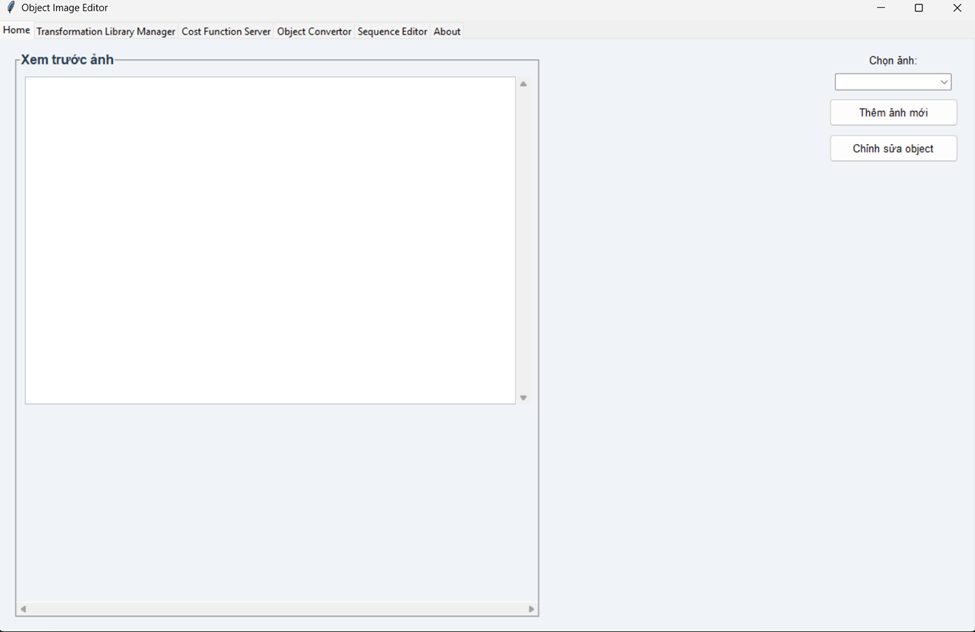 Object Image Editor
Home Transformation Library Manager Cost Function Server Object Convertor Sequence Editor About
Xem trước ảnh
Chọn ảnh:
Thêm ảnh mới
Chỉnh sửa object